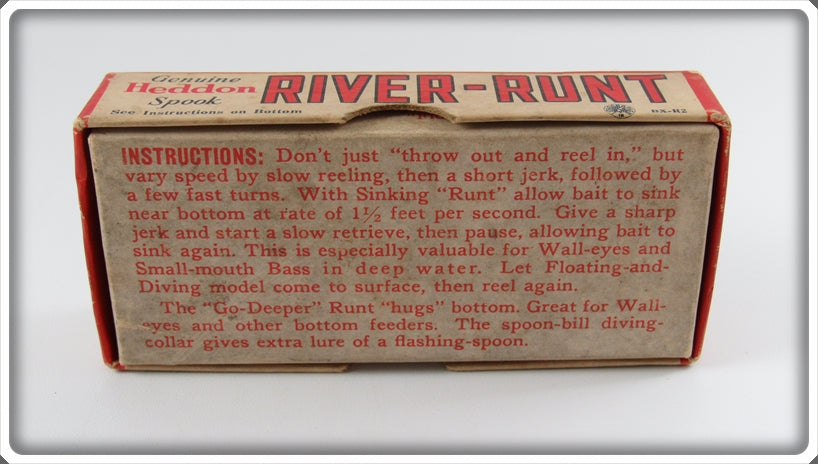 Genuine
Heddon
Spook
RIVER-RUNT
See Instructions on Bottom
BX-R2
INSTRUCTIONS: Don't just "throw out and reel in," but
vary speed by slow reeling, then a short jerk, followed by
a few fast turns. With Sinking "Runt" allow bait to sink
near bottom at rate of 1½ feet per second. Give a sharp
jerk and start a slow retrieve, then pause, allowing bait to
sink again. This is especially valuable for Wall-eyes and
Small-mouth Bass in deep water. Let Floating-and-
Diving model come to surface, then reel again.
The "Go-Deeper" Runt "hugs" bottom. Great for Wall-
eyes and other bottom feeders. The spoon-bill diving-
collar gives extra lure of a flashing-spoon.